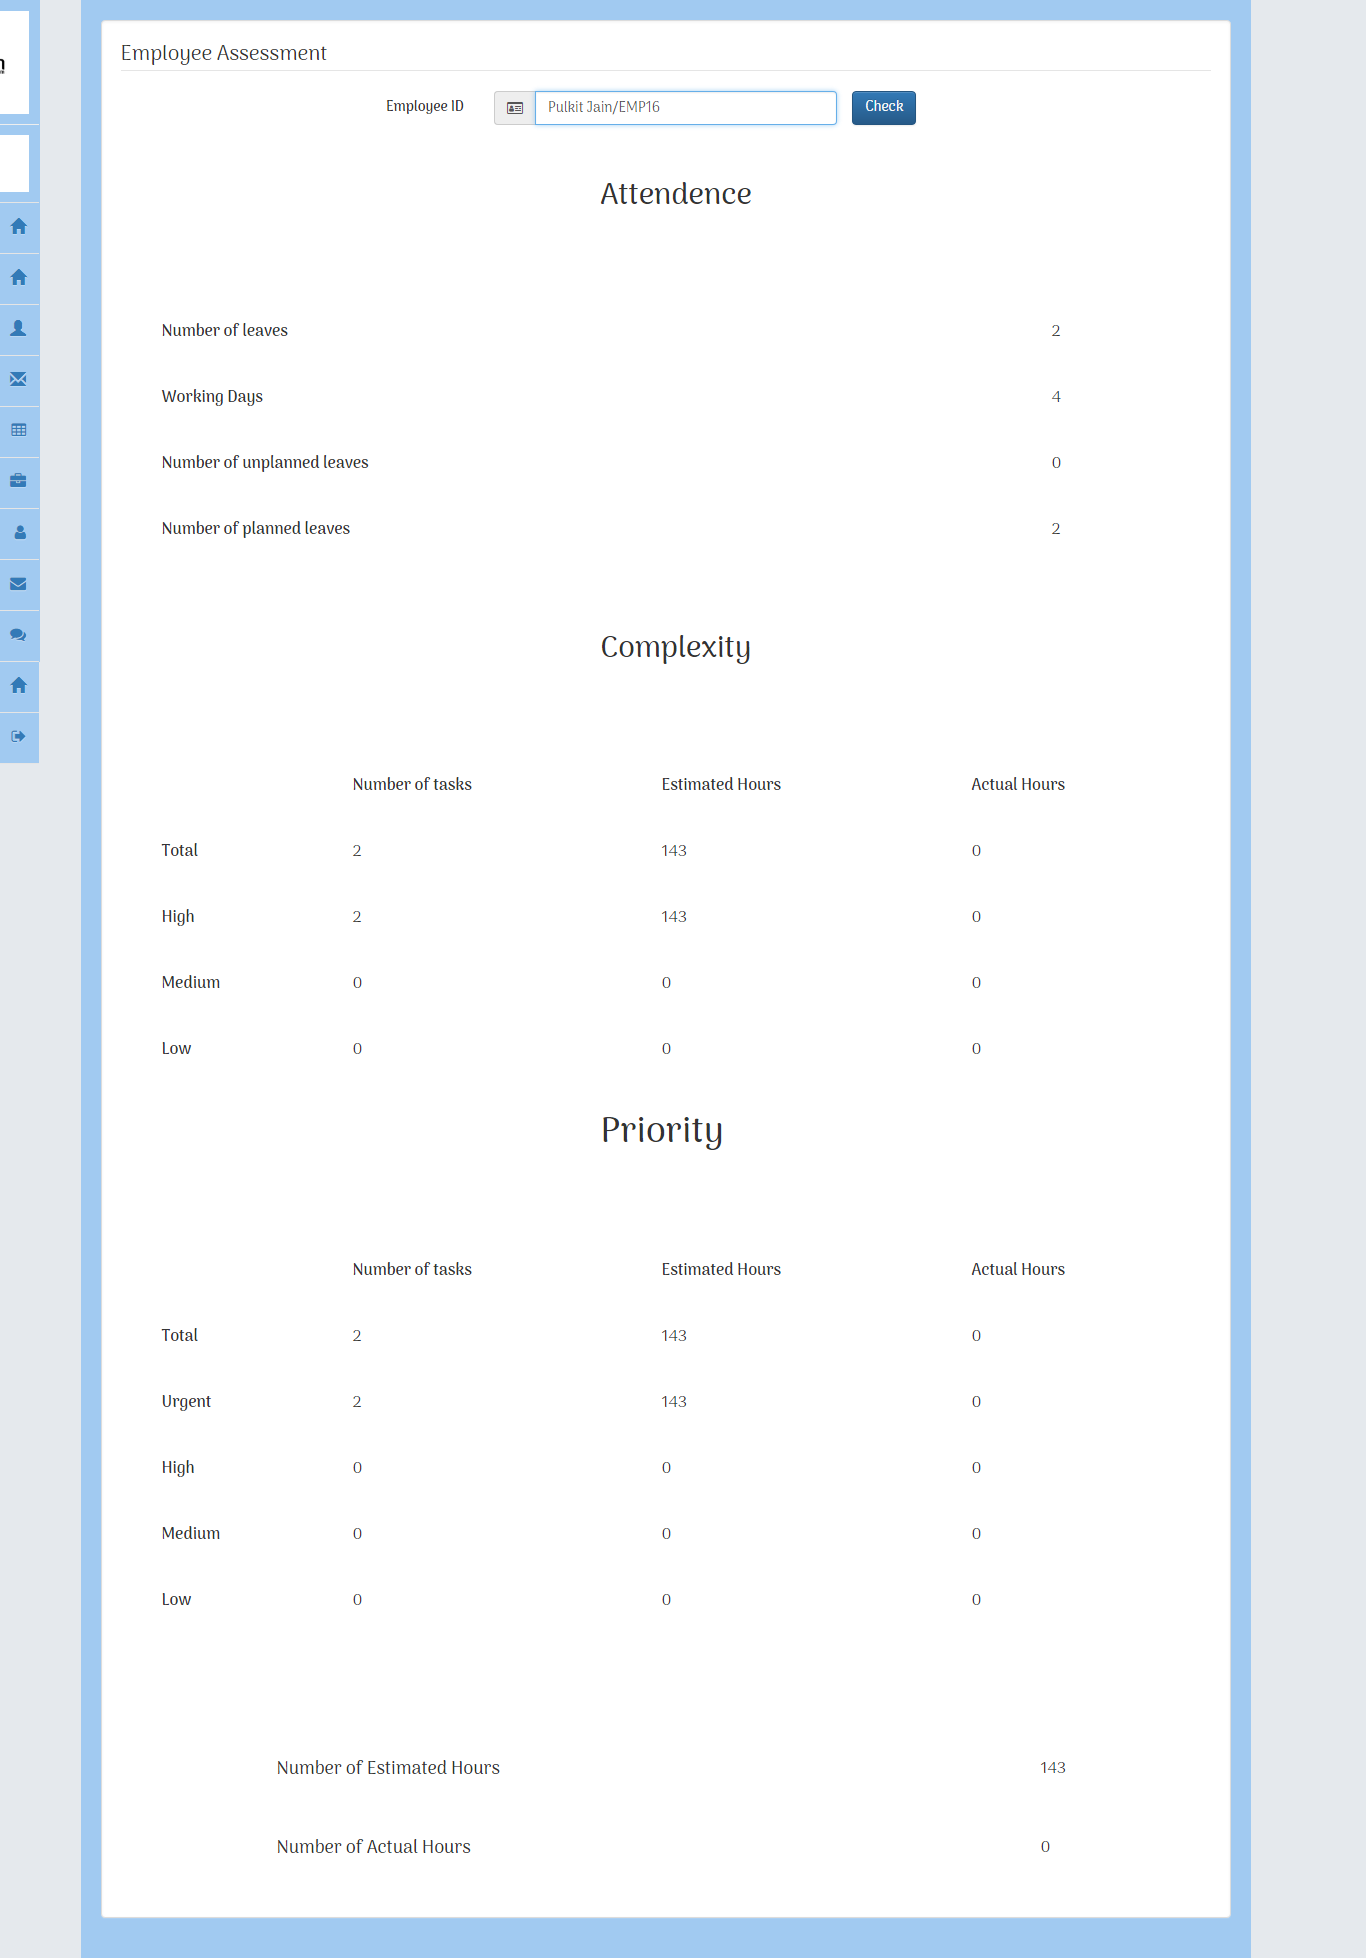 Employee Assessment
Employee ID Pulkit Jain/EMP16 Check
Attendence
Number of leaves 2
Working Days 4
Number of unplanned leaves 0
Number of planned leaves 2
Complexity
Number of tasks Estimated Hours Actual Hours
Total 2 143 0
High 2 143 0
Medium 0 0 0
Low 0 0 0
Priority
Number of tasks Estimated Hours Actual Hours
Total 2 143 0
Urgent 2 143 0
High 0 0 0
Medium 0 0 0
Low 0 0 0
Number of Estimated Hours 143
Number of Actual Hours 0